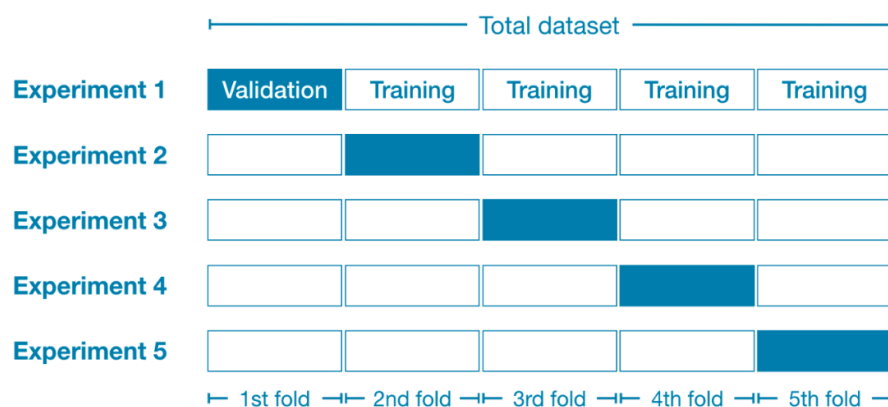 Total dataset
Experiment 1 Validation Training Training Training Training
Experiment 2
Experiment 3
Experiment 4
Experiment 5
1st fold 2nd fold 3rd fold 4th fold 5th fold